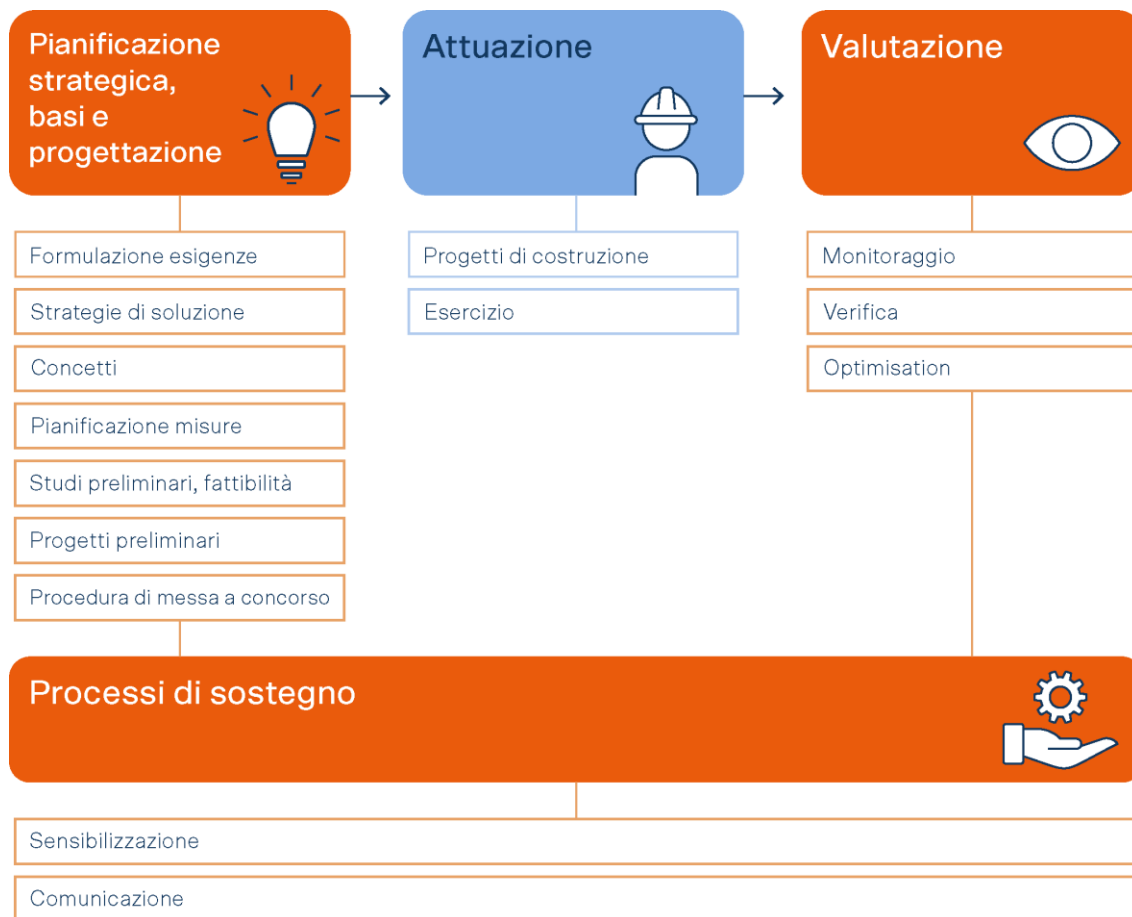 Pianificazione
strategica,
basi e
progettazione
Attuazione
Valutazione
Formulazione esigenze
Strategie di soluzione
Concetti
Pianificazione misure
Studi preliminari, fattibilità
Progetti preliminari
Procedura di messa a concorso
Progetti di costruzione
Esercizio
Monitoraggio
Verifica
Optimisation
Processi di sostegno
Sensibilizzazione
Comunicazione